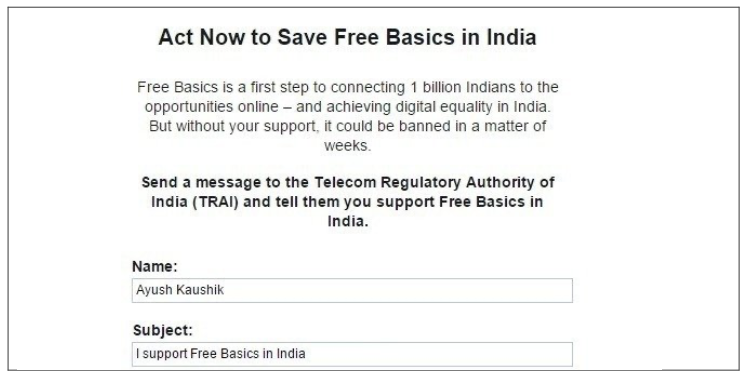 Act Now to Save Free Basics in India
Free Basics is a first step to connecting 1 billion Indians to the
opportunities online – and achieving digital equality in India.
But without your support, it could be banned in a matter of
weeks.
Send a message to the Telecom Regulatory Authority of
India (TRAI) and tell them you support Free Basics in
India.
Name:
Ayush Kaushik
Subject:
I support Free Basics in India